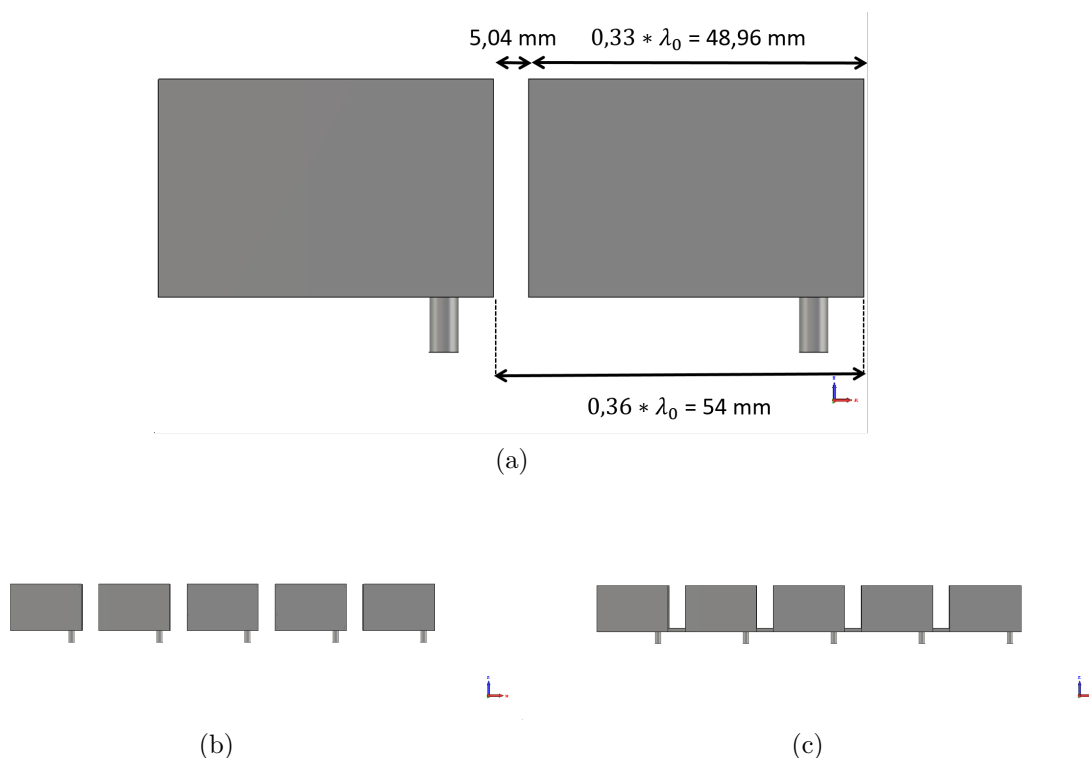 5,04 mm 0,33 * λ₀ = 48,96 mm
0,36 * λ₀ = 54 mm
(a)
(b) (c)